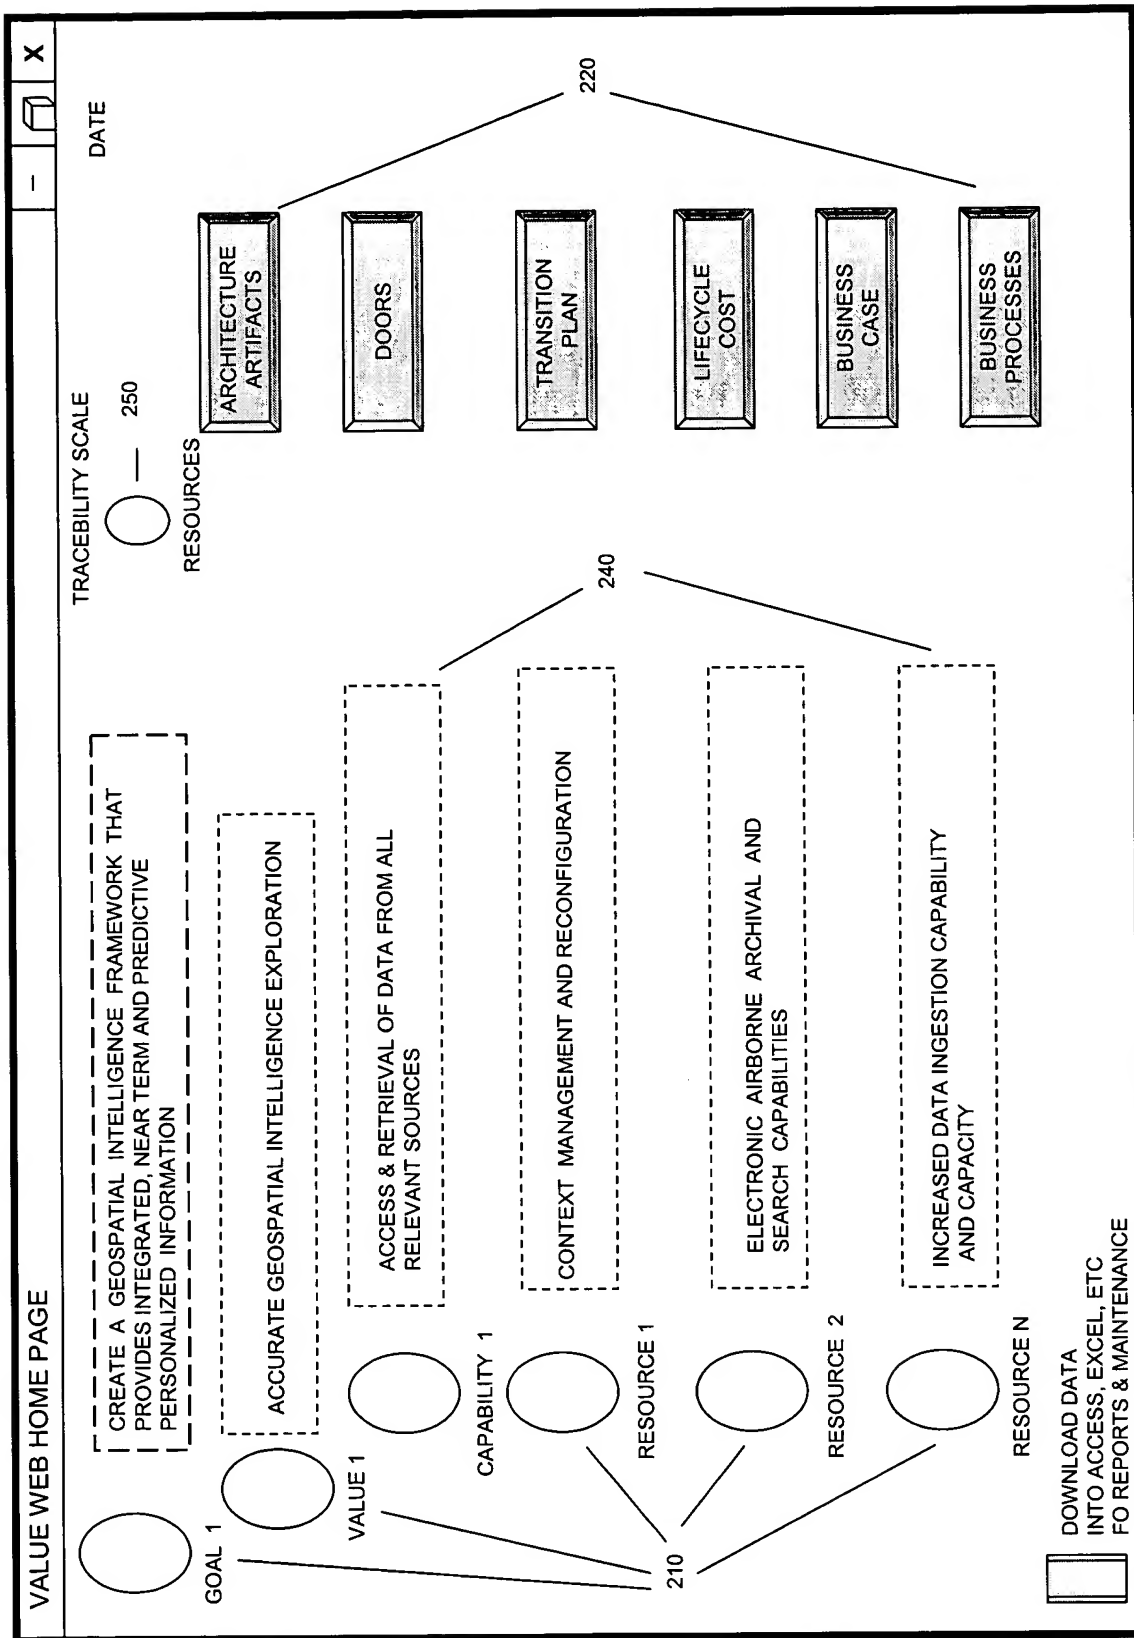 VALUE WEB HOME PAGE
–
X
TRACEBILITY SCALE
DATE
250
RESOURCES
CREATE A GEOSPATIAL INTELLIGENCE FRAMEWORK THAT
PROVIDES INTEGRATED, NEAR TERM AND PREDICTIVE
PERSONALIZED INFORMATION
GOAL 1
ACCURATE GEOSPATIAL INTELLIGENCE EXPLORATION
VALUE 1
ACCESS & RETRIEVAL OF DATA FROM ALL
RELEVANT SOURCES
CAPABILITY 1
CONTEXT MANAGEMENT AND RECONFIGURATION
RESOURCE 1
ELECTRONIC AIRBORNE ARCHIVAL AND
SEARCH CAPABILITIES
RESOURCE 2
INCREASED DATA INGESTION CAPABILITY
AND CAPACITY
RESOURCE N
210
240
ARCHITECTURE
ARTIFACTS
DOORS
TRANSITION
PLAN
LIFECYCLE
COST
BUSINESS
CASE
BUSINESS
PROCESSES
220
DOWNLOAD DATA
INTO ACCESS, EXCEL, ETC
FO REPORTS & MAINTENANCE